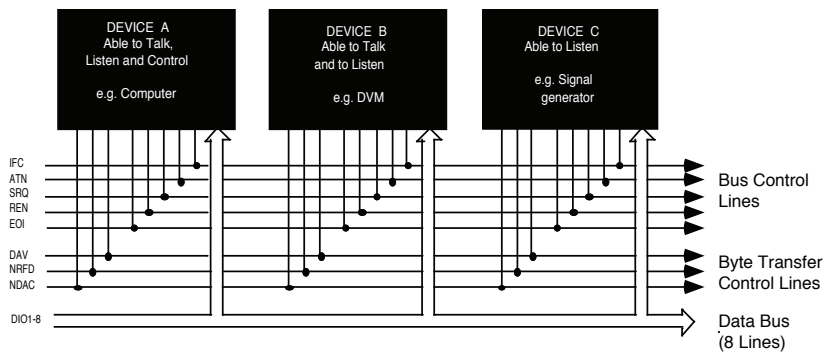 DEVICE A
Able to Talk,
Listen and Control
e.g. Computer
DEVICE B
Able to Talk
and to Listen
e.g. DVM
DEVICE C
Able to Listen
e.g. Signal
generator
IFC
ATN
SRQ
REN
EOI
Bus Control
Lines
DAV
NRFD
NDAC
Byte Transfer
Control Lines
DIO1-8
Data Bus
(8 Lines)